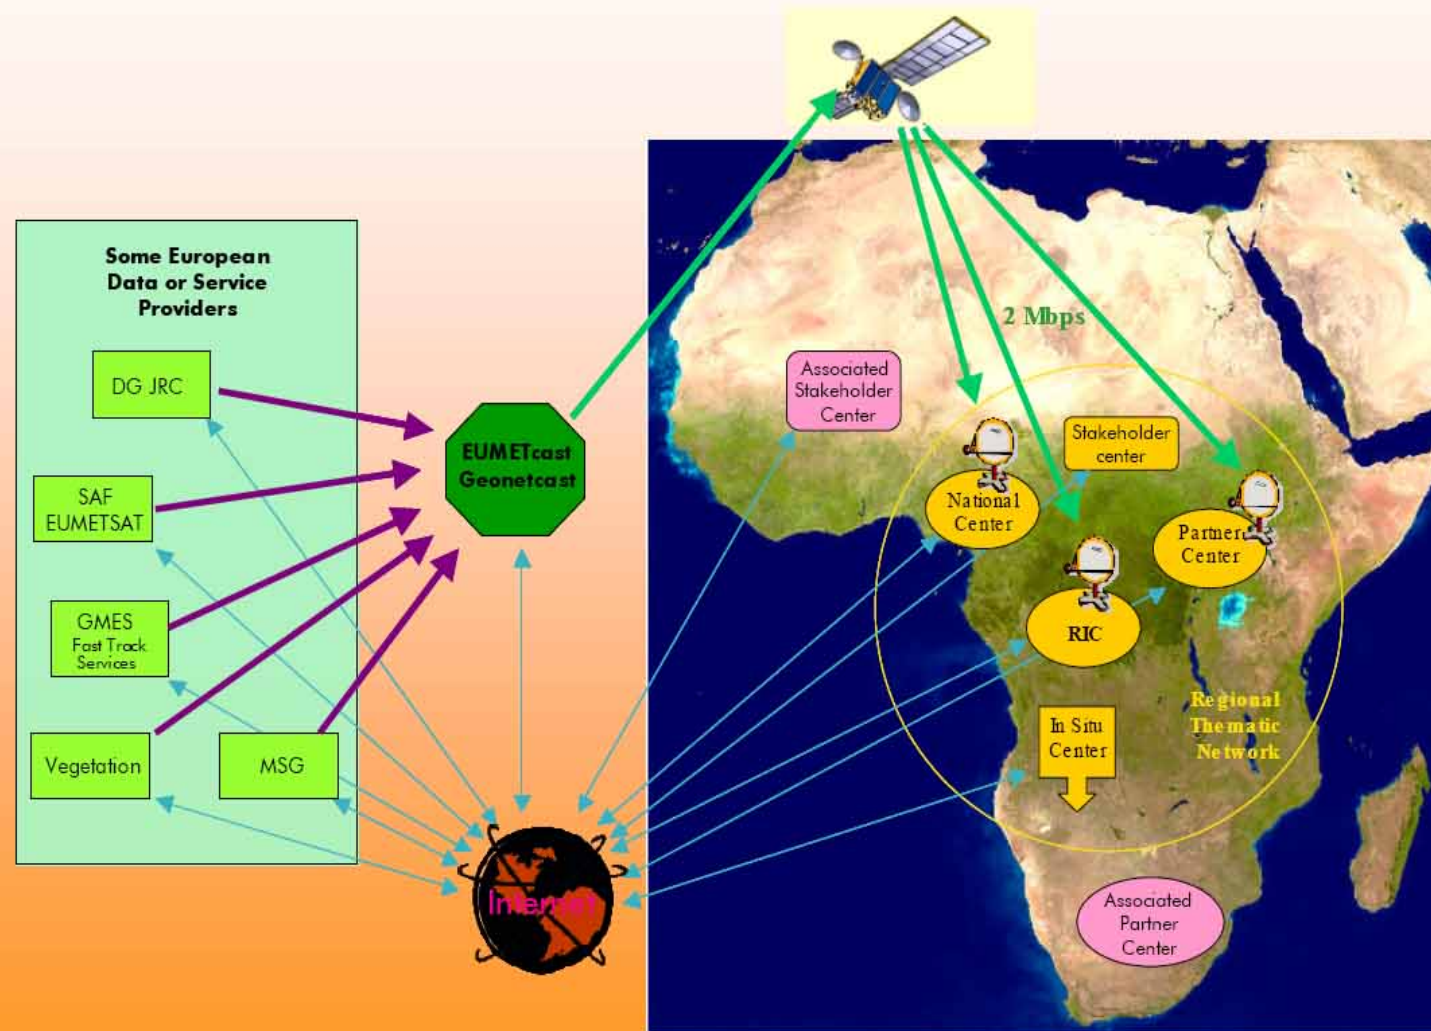 Some European
Data or Service
Providers
DG JRC
SAF
EUMETSAT
GMES
Fast Track
Services
Vegetation
MSG
EUMETcast
Geonetcast
Internet
2 Mbps
Associated
Stakeholder
Center
Stakeholder
center
National
Center
Partner
Center
RIC
In Situ
Center
Regional
Thematic
Network
Associated
Partner
Center